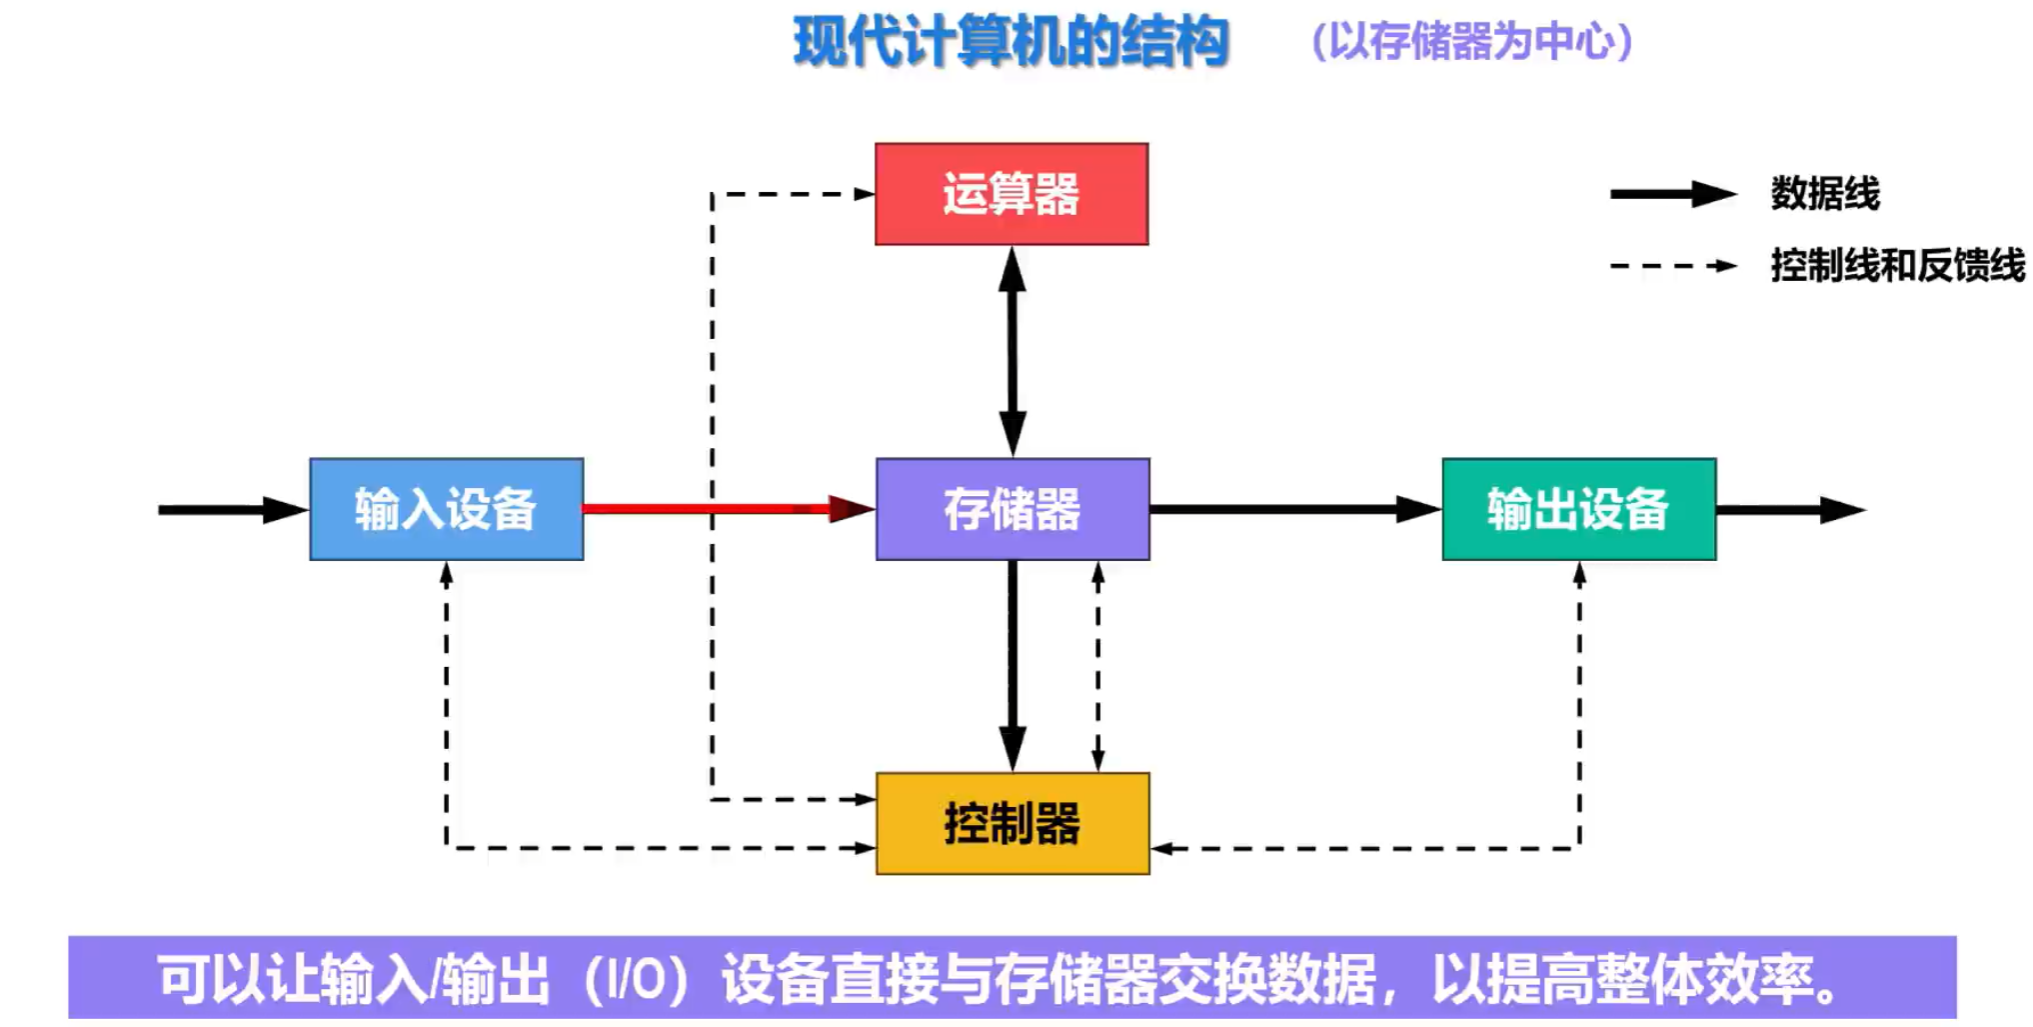 现代计算机的结构 （以存储器为中心）
运算器
数据线
控制线和反馈线
输入设备
存储器
输出设备
控制器
可以让输入/输出（I/O）设备直接与存储器交换数据，以提高整体效率。